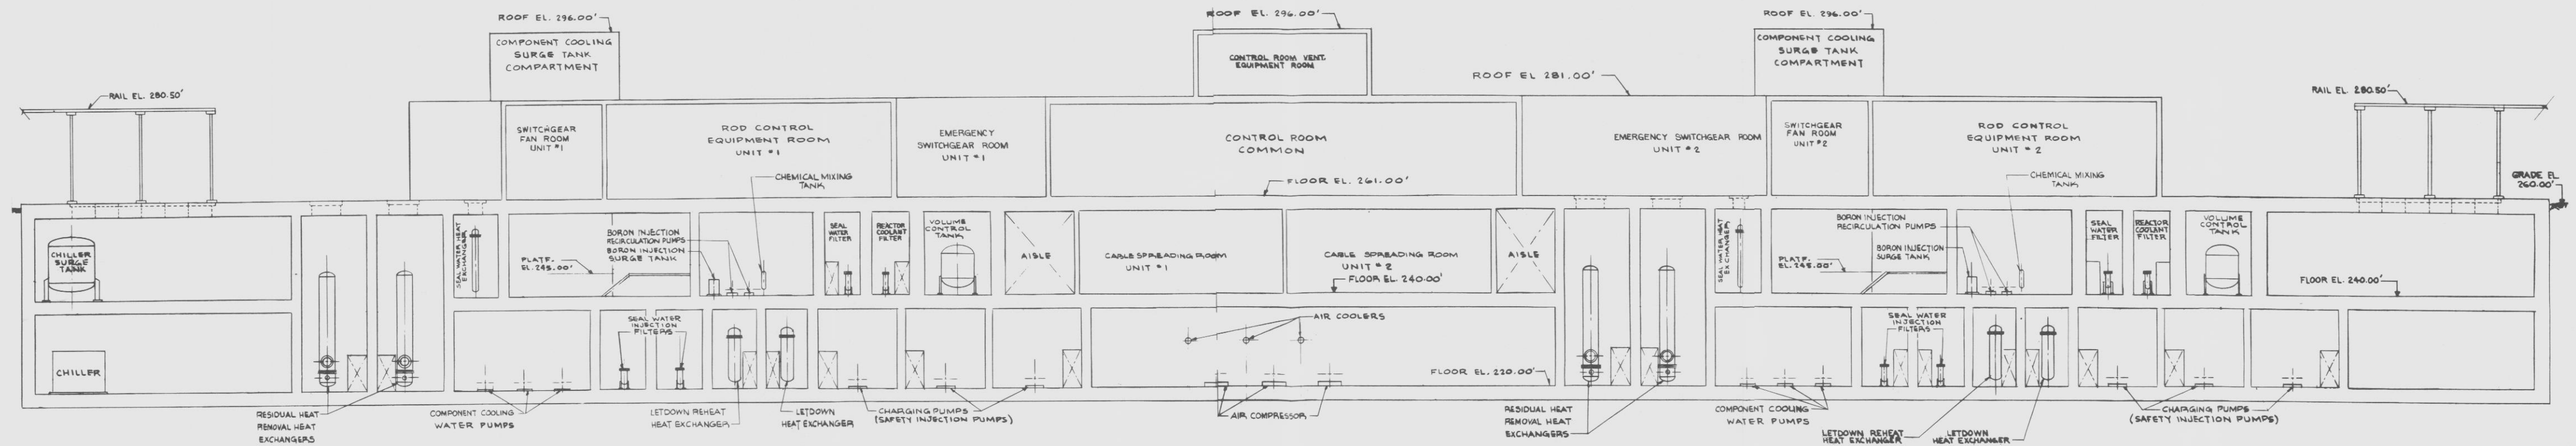 ROOF EL. 296.00'
ROOF EL. 296.00'
ROOF EL. 296.00'
COMPONENT COOLING
SURGE TANK
COMPARTMENT
CONTROL ROOM VENT.
EQUIPMENT ROOM
COMPONENT COOLING
SURGE TANK
COMPARTMENT
ROOF EL 281.00'
RAIL EL. 280.50'
RAIL EL. 280.50'
SWITCHGEAR
FAN ROOM
UNIT #1
ROD CONTROL
EQUIPMENT ROOM
UNIT #1
EMERGENCY
SWITCHGEAR ROOM
UNIT #1
CONTROL ROOM
COMMON
EMERGENCY SWITCHGEAR ROOM
UNIT #2
SWITCHGEAR
FAN ROOM
UNIT #2
ROD CONTROL
EQUIPMENT ROOM
UNIT #2
CHEMICAL MIXING
TANK
FLOOR EL. 261.00'
CHEMICAL MIXING
TANK
GRADE EL
260.00'
CHILLER
SURGE
TANK
SEAL WATER HEAT
EXCHANGER
PLATF.
EL. 245.00'
BORON INJECTION
RECIRCULATION PUMPS
BORON INJECTION
SURGE TANK
SEAL
WATER
FILTER
REACTOR
COOLANT
FILTER
VOLUME
CONTROL
TANK
AISLE
CABLE SPREADING ROOM
UNIT #1
CABLE SPREADING ROOM
UNIT #2
FLOOR EL. 240.00'
AISLE
SEAL WATER HEAT
EXCHANGER
PLATF.
EL. 245.00'
BORON INJECTION
RECIRCULATION PUMPS
BORON INJECTION
SURGE TANK
SEAL
WATER
FILTER
REACTOR
COOLANT
FILTER
VOLUME
CONTROL
TANK
FLOOR EL. 240.00'
CHILLER
SEAL WATER
INJECTION
FILTERS
AIR COOLERS
FLOOR EL. 220.00'
SEAL WATER
INJECTION
FILTERS
RESIDUAL HEAT
REMOVAL HEAT
EXCHANGERS
COMPONENT COOLING
WATER PUMPS
LETDOWN REHEAT
HEAT EXCHANGER
LETDOWN
HEAT EXCHANGER
CHARGING PUMPS
(SAFETY INJECTION PUMPS)
AIR COMPRESSOR
RESIDUAL HEAT
REMOVAL HEAT
EXCHANGERS
COMPONENT COOLING
WATER PUMPS
LETDOWN REHEAT
HEAT EXCHANGER
LETDOWN
HEAT EXCHANGER
CHARGING PUMPS
(SAFETY INJECTION PUMPS)